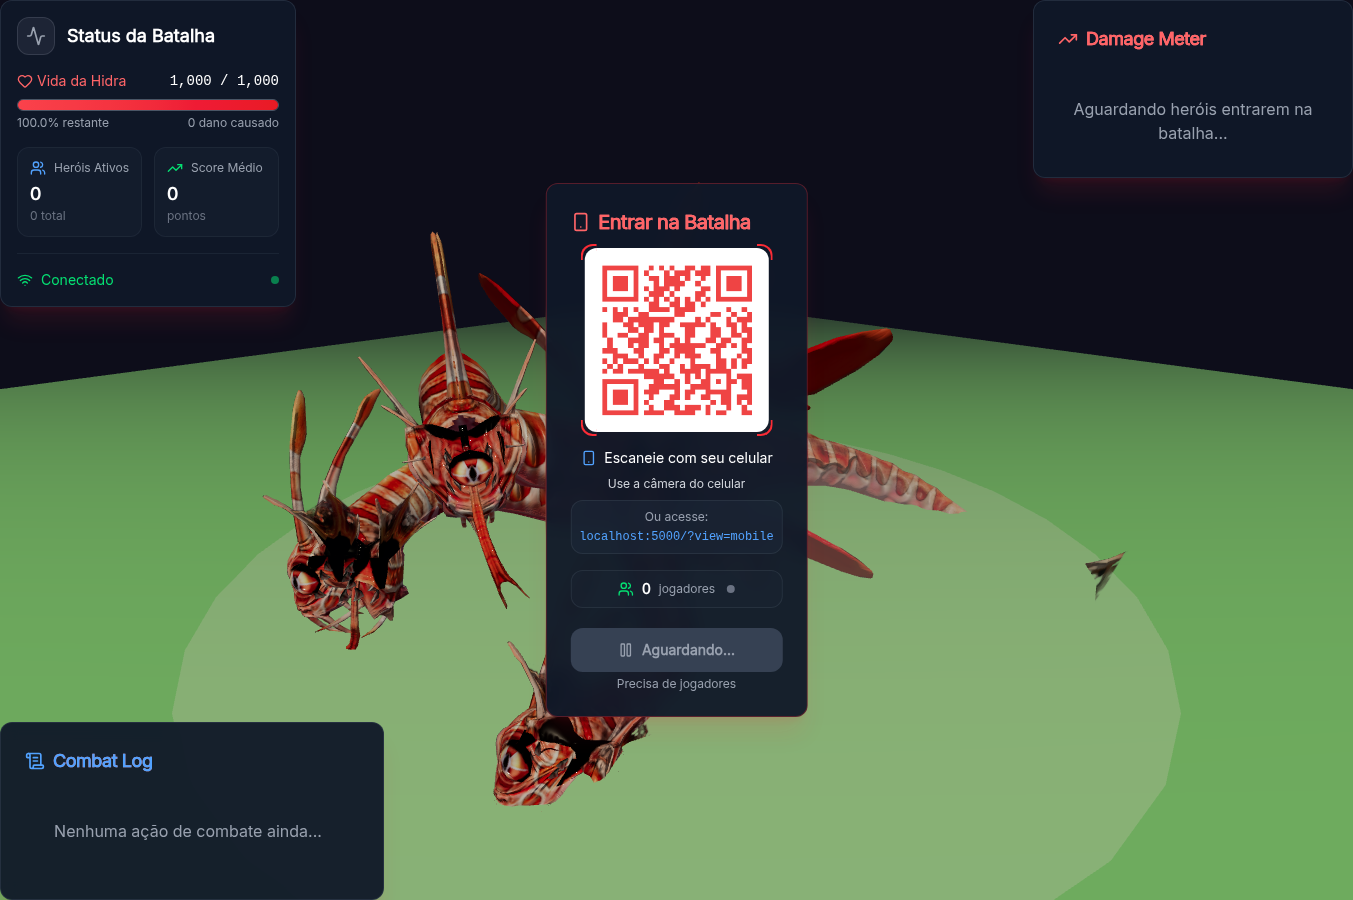 Status da Batalha
Vida da Hidra 1,000 / 1,000
100.0% restante 0 dano causado
Heróis Ativos
0
0 total
Score Médio
0
pontos
Conectado
Damage Meter
Aguardando heróis entrarem na
batalha...
Entrar na Batalha
Escaneie com seu celular
Use a câmera do celular
Ou acesse:
localhost:5000/?view=mobile
0 jogadores
Aguardando...
Precisa de jogadores
Combat Log
Nenhuma ação de combate ainda...